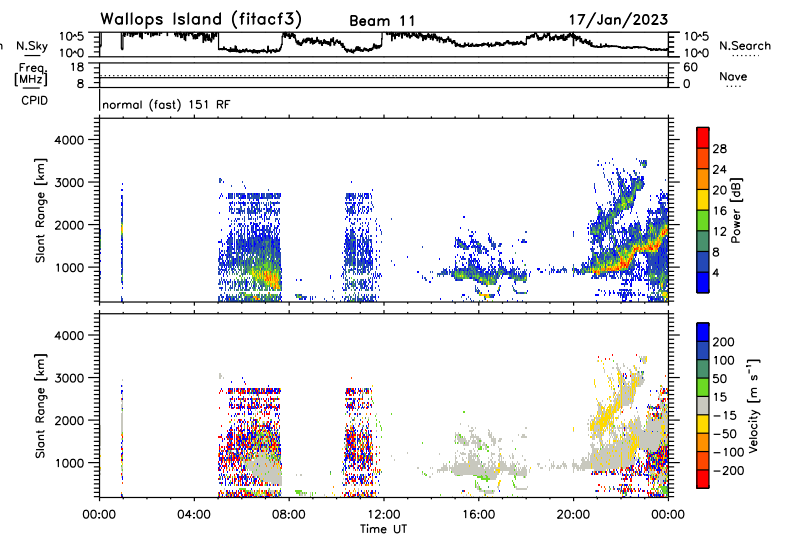 Wallops Island (fitacf3) Beam 11 17/Jan/2023
n N.Sky 10^5 10^0 10^5 10^0 N.Search
Freq. [MHz] 18 8 60 0 Nave
CPID normal (fast) 151 RF
Slant Range [km] 4000 3000 2000 1000
28 24 20 16 12 8 4 Power [dB]
Slant Range [km] 4000 3000 2000 1000
200 100 50 15 -15 -50 -100 -200 Velocity [m s⁻¹]
00:00 04:00 08:00 12:00 16:00 20:00 00:00
Time UT